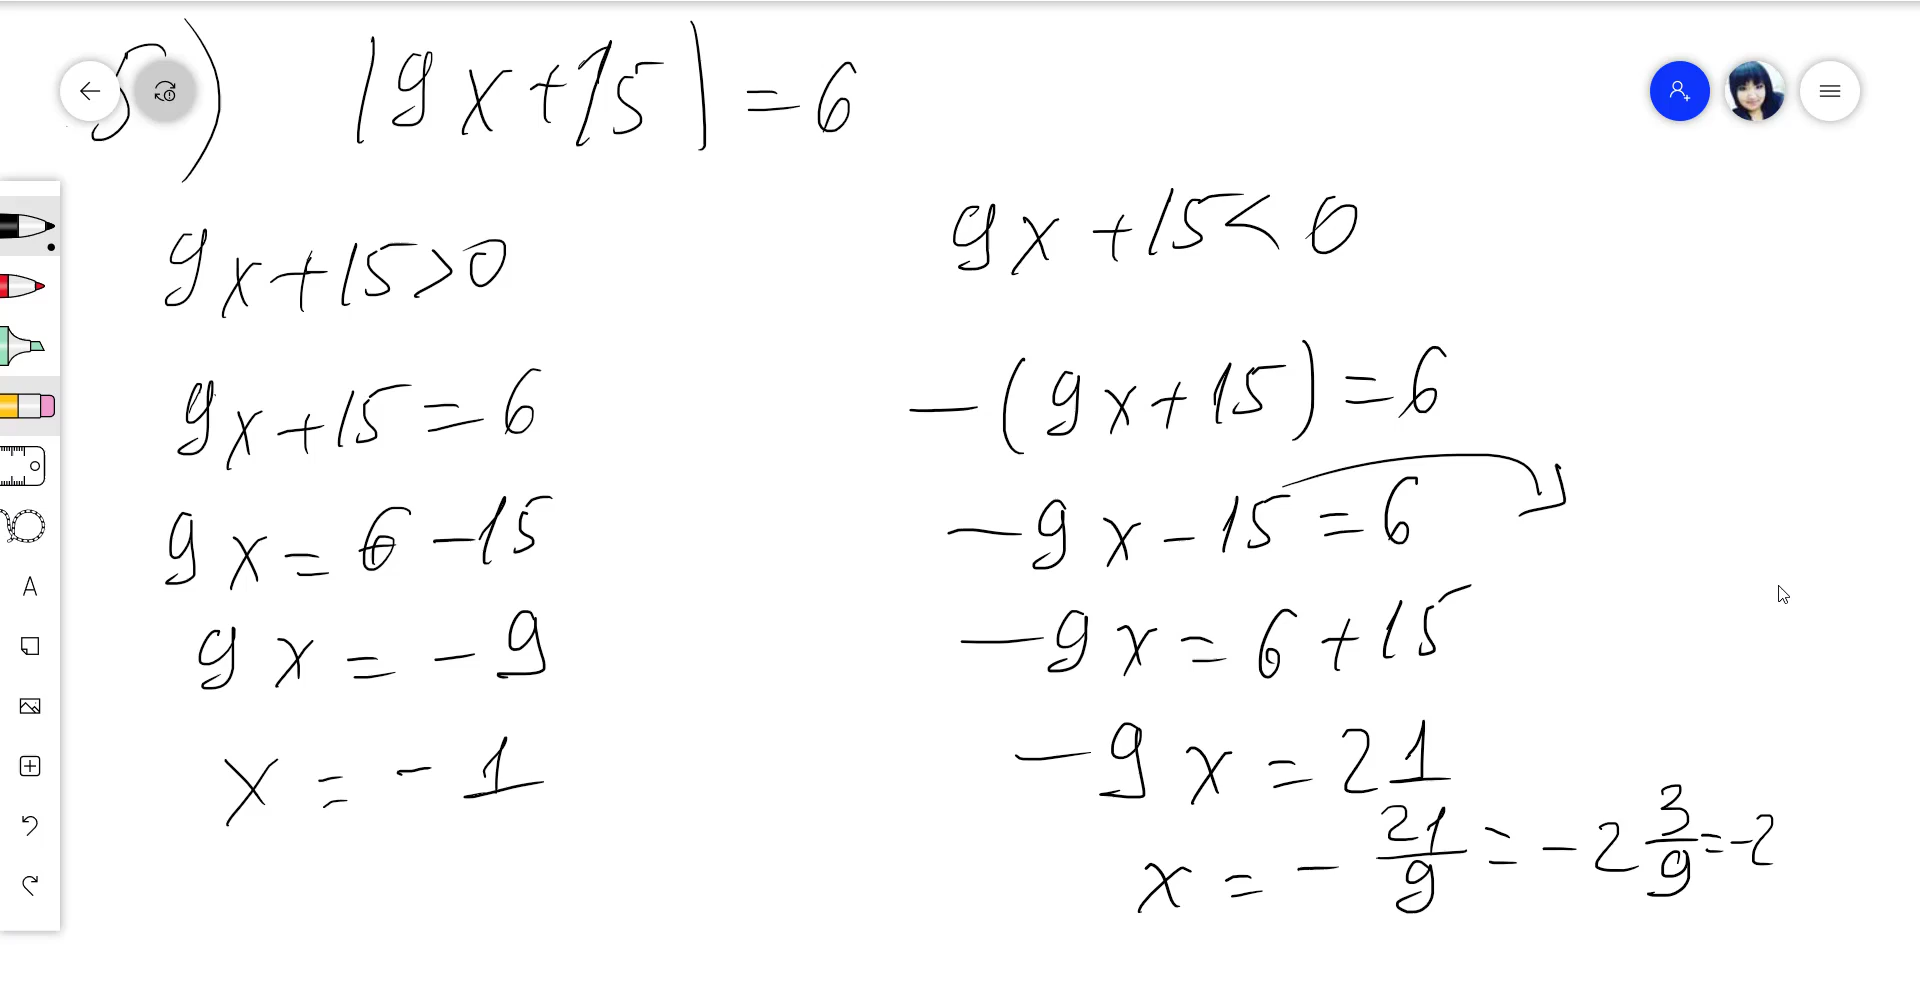 5) |9x+15|=6
9x+15>0
9x+15=6
9x=6-15
9x=-9
x=-1
9x+15<0
-(9x+15)=6
-9x-15=6
-9x=6+15
-9x=21
x=-21/9=-2 3/9=-2
A